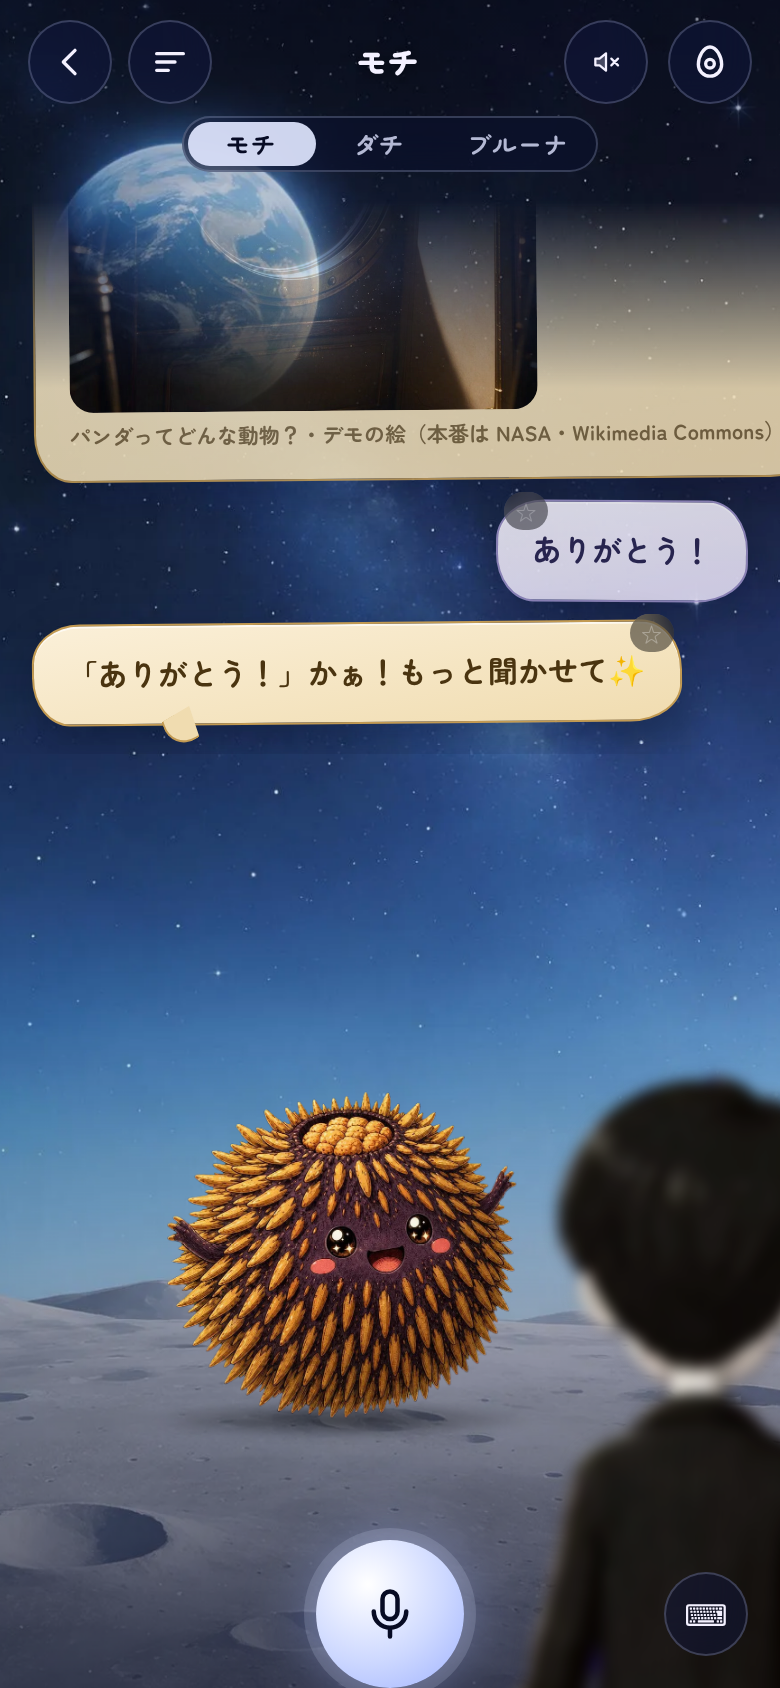 モチ
モチ ダチ ブルーナ
パンダってどんな動物？・デモの絵（本番は NASA・Wikimedia Commons）
ありがとう！
「ありがとう！」かぁ！もっと聞かせて✨